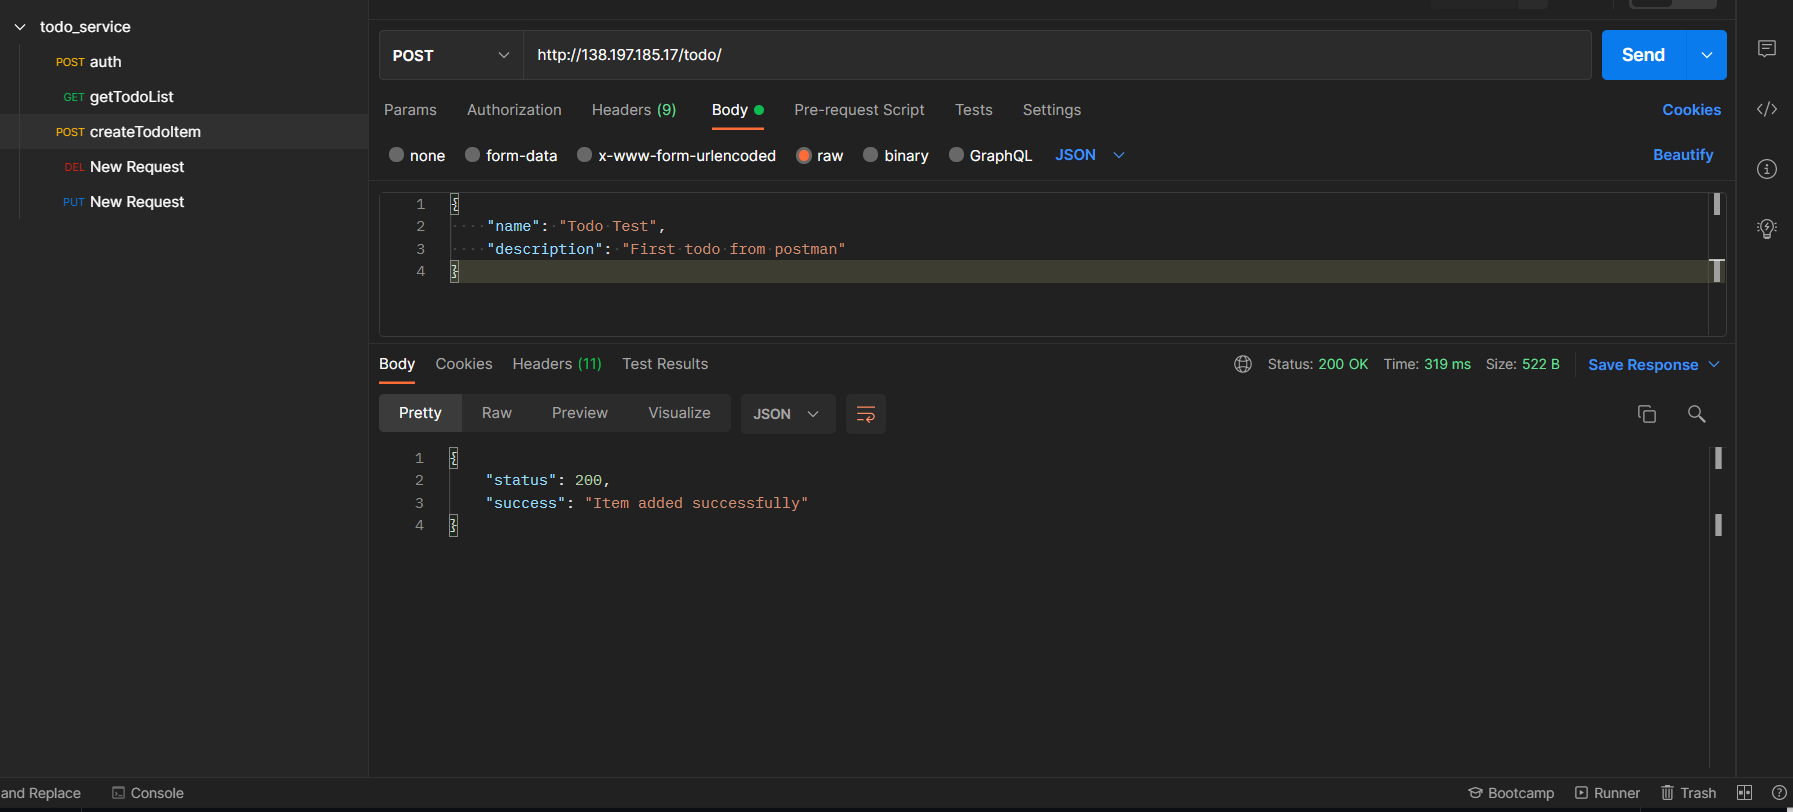 todo_service
POST auth
GET getTodoList
POST createTodoItem
DEL New Request
PUT New Request
POST http://138.197.185.17/todo/ Send
Params Authorization Headers (9) Body Pre-request Script Tests Settings Cookies
none form-data x-www-form-urlencoded raw binary GraphQL JSON Beautify
1 {
2 "name": "Todo Test",
3 "description": "First todo from postman"
4 }
Body Cookies Headers (11) Test Results Status: 200 OK Time: 319 ms Size: 522 B Save Response
Pretty Raw Preview Visualize JSON
1 {
2 "status": 200,
3 "success": "Item added successfully"
4 }
and Replace Console Bootcamp Runner Trash